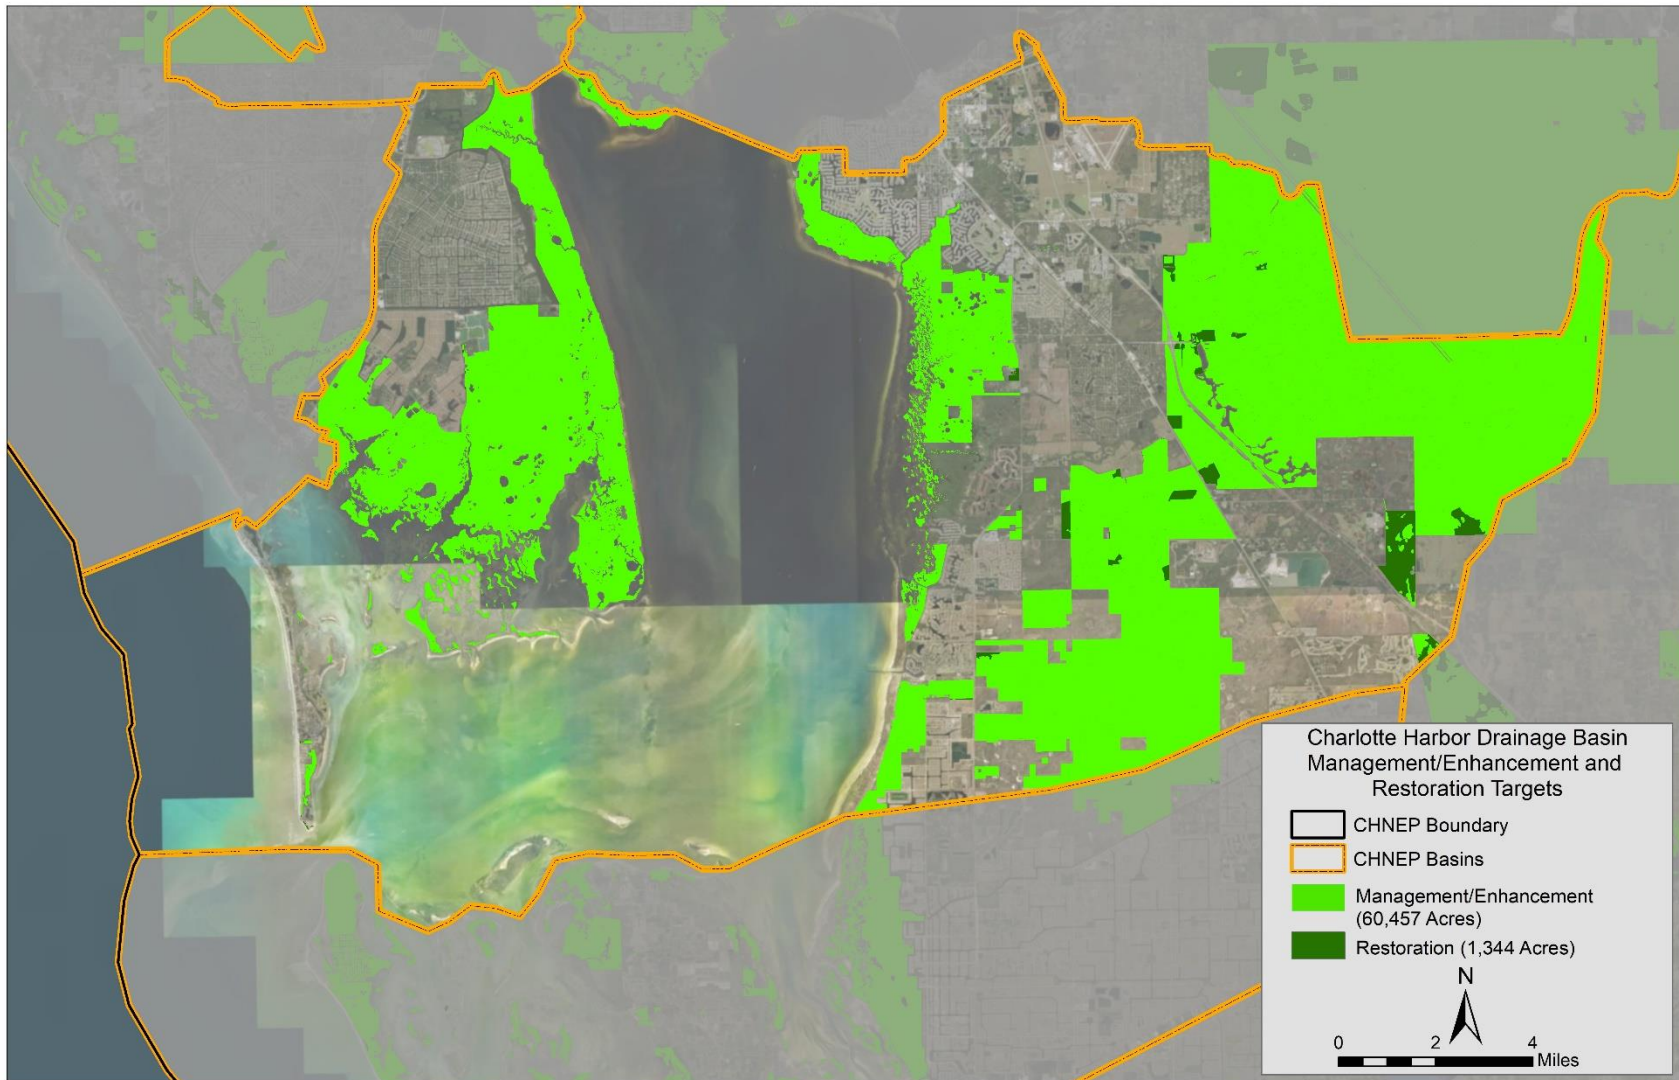 Charlotte Harbor Drainage Basin
Management/Enhancement and
Restoration Targets
CHNEP Boundary
CHNEP Basins
Management/Enhancement
(60,457 Acres)
Restoration (1,344 Acres)
N
0 2 4
Miles